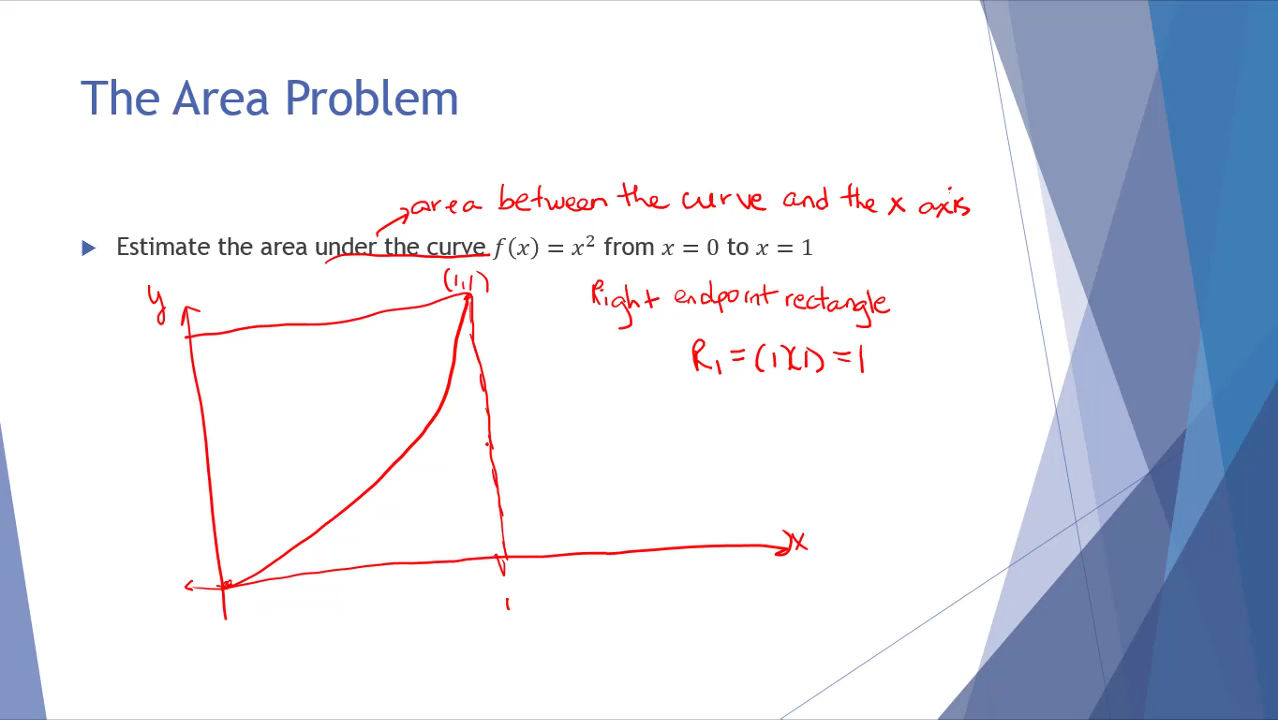 The Area Problem
area between the curve and the x axis
Estimate the area under the curve f(x) = x² from x = 0 to x = 1
(1,1)
y
Right endpoint rectangle
R₁ = (1)(1) = 1
x
1